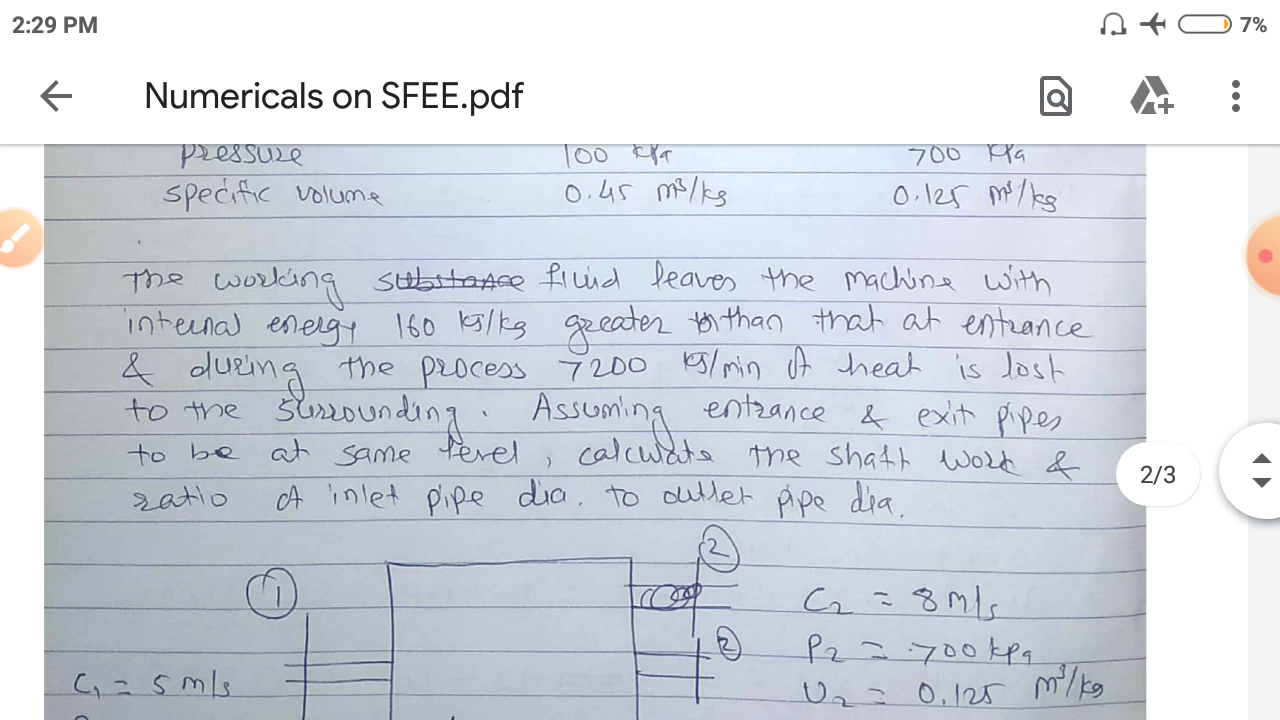 2:29 PM
7%
Numericals on SFEE.pdf
Pressure 100 kPa 700 kPa
specific volume 0.45 m³/kg 0.125 m³/kg
The working substance fluid leaves the machine with
internal energy 160 kJ/kg greater than that at entrance
& during the process 7200 kJ/min of heat is lost
to the surrounding. Assuming entrance & exit pipes
to be at same level, calculate the shaft work &
ratio of inlet pipe dia. to outlet pipe dia.
2/3
①
②
C₂ = 8 m/s
②
P₂ = 700 kPa
C₁ = 5 m/s
υ₂ = 0.125 m³/kg